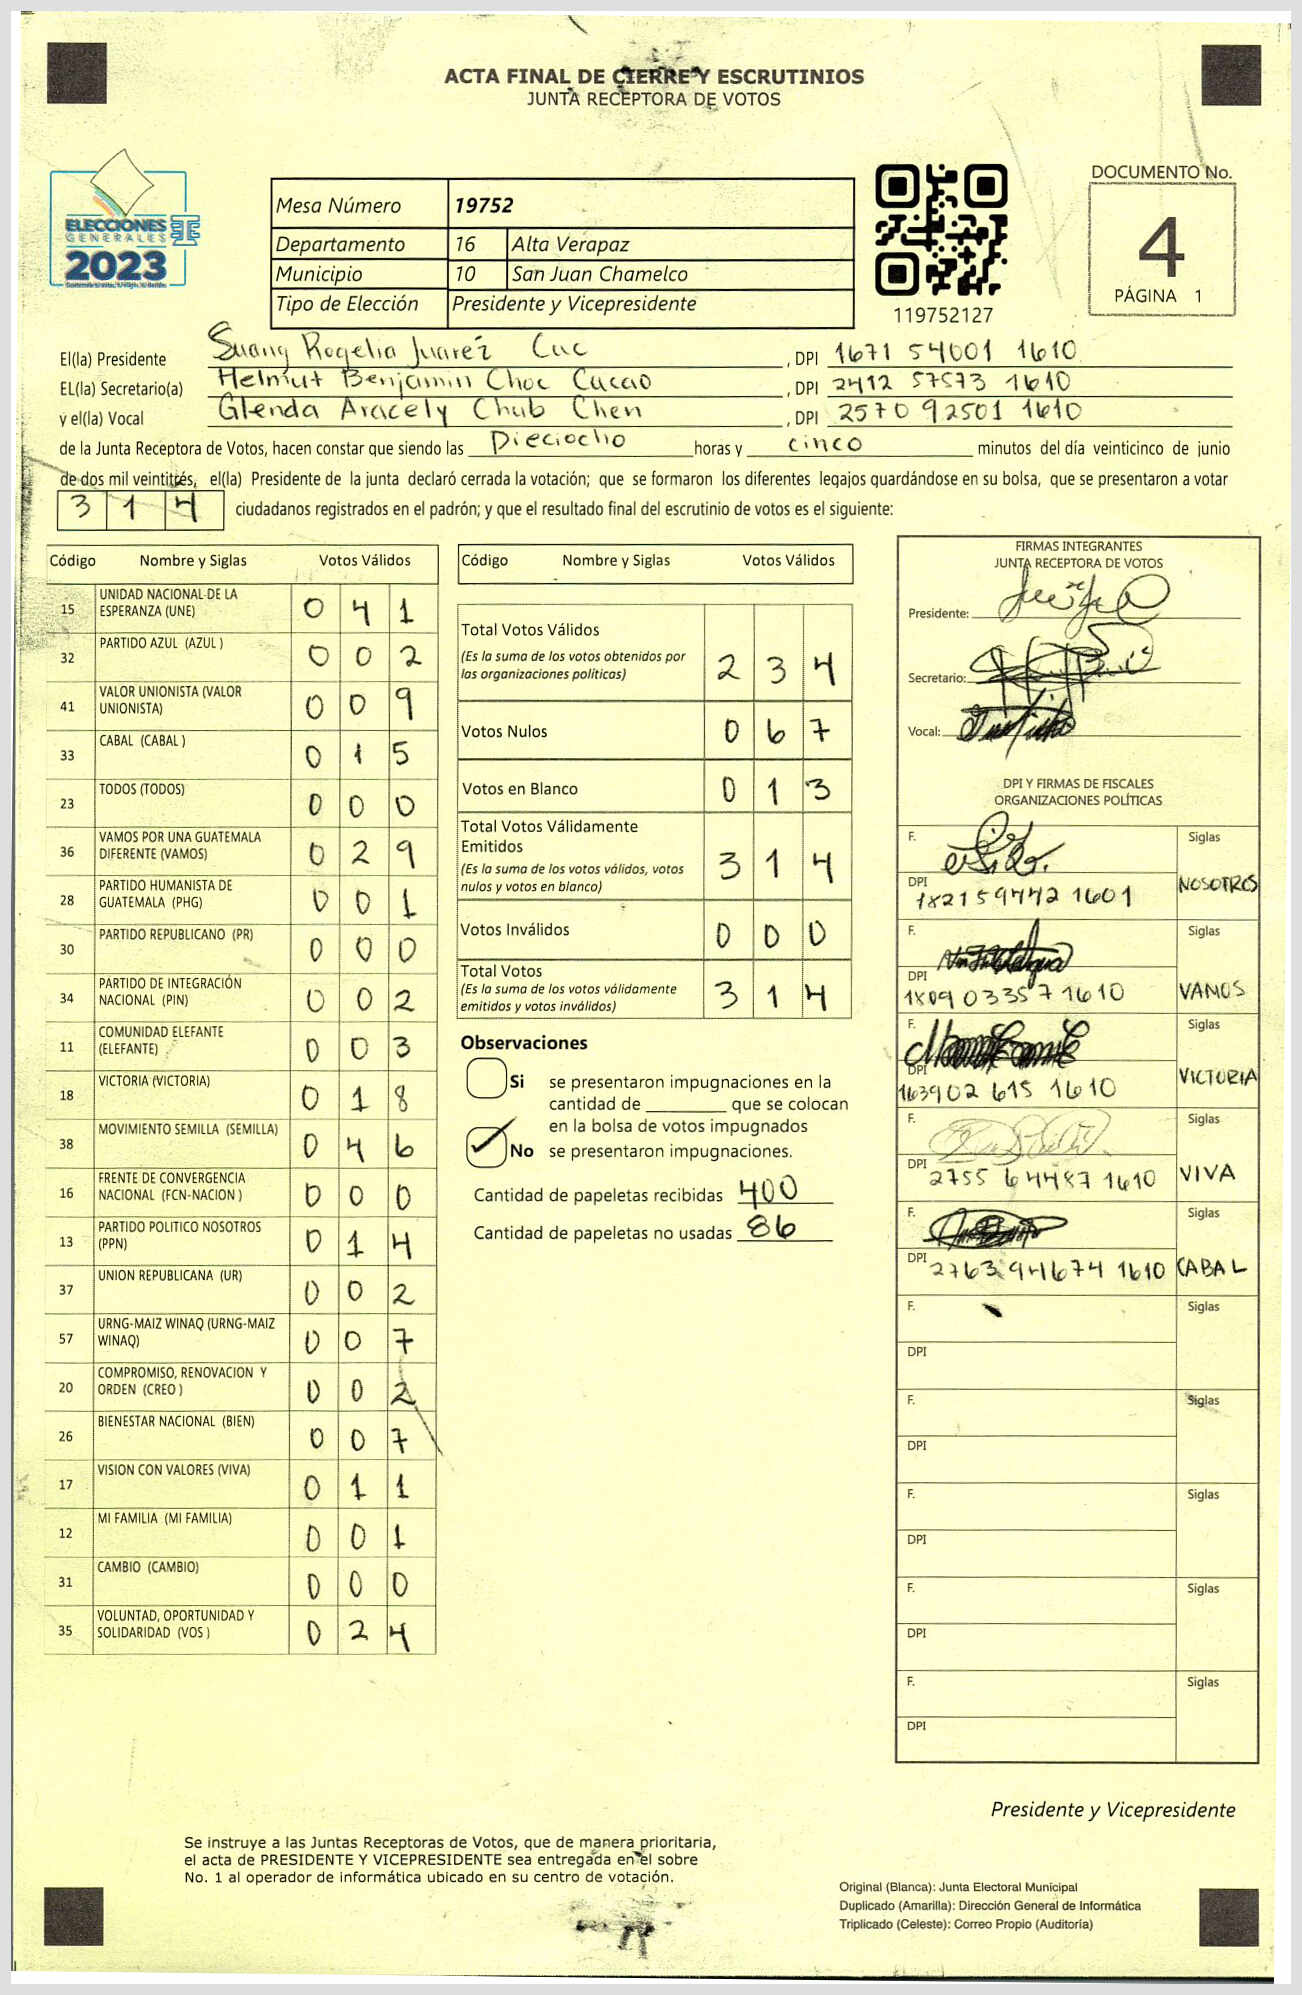 ACTA FINAL DE CIERRE Y ESCRUTINIOS
JUNTA RECEPTORA DE VOTOS
ELECCIONES
GENERALES
2023
Mesa Número 19752
Departamento 16 Alta Verapaz
Municipio 10 San Juan Chamelco
Tipo de Elección Presidente y Vicepresidente
119752127
DOCUMENTO No.
4
PÁGINA 1
El(la) Presidente Suany Rogelia Juarez Cuc, DPI 1671 54001 1610
EL(la) Secretario(a) Helmut Benjamin Choc Cacao, DPI 2412 57573 1610
y el(la) Vocal Glenda Aracely Chub Chen, DPI 2570 92501 1610
de la Junta Receptora de Votos, hacen constar que siendo las Dieciocho horas y cinco minutos del día veinticinco de junio
de dos mil veintitrés, el(la) Presidente de la junta declaró cerrada la votación; que se formaron los diferentes legajos guardándose en su bolsa, que se presentaron a votar
3 1 4 ciudadanos registrados en el padrón; y que el resultado final del escrutinio de votos es el siguiente:
Código Nombre y Siglas Votos Válidos
15 UNIDAD NACIONAL DE LA
ESPERANZA (UNE) 0 4 1
32 PARTIDO AZUL (AZUL ) 0 0 2
41 VALOR UNIONISTA (VALOR
UNIONISTA) 0 0 9
33 CABAL (CABAL ) 0 1 5
23 TODOS (TODOS) 0 0 0
36 VAMOS POR UNA GUATEMALA
DIFERENTE (VAMOS) 0 2 9
28 PARTIDO HUMANISTA DE
GUATEMALA (PHG) 0 0 1
30 PARTIDO REPUBLICANO (PR) 0 0 0
34 PARTIDO DE INTEGRACIÓN
NACIONAL (PIN) 0 0 2
11 COMUNIDAD ELEFANTE
(ELEFANTE) 0 0 3
18 VICTORIA (VICTORIA) 0 1 8
38 MOVIMIENTO SEMILLA (SEMILLA) 0 4 6
16 FRENTE DE CONVERGENCIA
NACIONAL (FCN-NACION ) 0 0 0
13 PARTIDO POLITICO NOSOTROS
(PPN) 0 1 4
37 UNION REPUBLICANA (UR) 0 0 2
57 URNG-MAIZ WINAQ (URNG-MAIZ
WINAQ) 0 0 7
20 COMPROMISO, RENOVACION Y
ORDEN (CREO ) 0 0 2
26 BIENESTAR NACIONAL (BIEN) 0 0 7
17 VISION CON VALORES (VIVA) 0 1 1
12 MI FAMILIA (MI FAMILIA) 0 0 1
31 CAMBIO (CAMBIO) 0 0 0
35 VOLUNTAD, OPORTUNIDAD Y
SOLIDARIDAD (VOS ) 0 2 4
Código Nombre y Siglas Votos Válidos
Total Votos Válidos
(Es la suma de los votos obtenidos por
las organizaciones políticas) 2 3 4
Votos Nulos 0 6 7
Votos en Blanco 0 1 3
Total Votos Válidamente
Emitidos
(Es la suma de los votos válidos, votos
nulos y votos en blanco) 3 1 4
Votos Inválidos 0 0 0
Total Votos
(Es la suma de los votos válidamente
emitidos y votos inválidos) 3 1 4
Observaciones
Si se presentaron impugnaciones en la
cantidad de ________ que se colocan
en la bolsa de votos impugnados
No se presentaron impugnaciones.
Cantidad de papeletas recibidas 400
Cantidad de papeletas no usadas 86
FIRMAS INTEGRANTES
JUNTA RECEPTORA DE VOTOS
Presidente:
Secretario:
Vocal:
DPI Y FIRMAS DE FISCALES
ORGANIZACIONES POLÍTICAS
F. Siglas
DPI 1821 59442 1601 NOSOTROS
F. Siglas
DPI 1809 03357 1610 VAMOS
F. Siglas
DPI 163902 615 1610 VICTORIA
F. Siglas
DPI 2755 64487 1610 VIVA
F. Siglas
DPI 2763 94674 1610 CABAL
F. Siglas
DPI
F. Siglas
DPI
F. Siglas
DPI
F. Siglas
DPI
F. Siglas
DPI
Presidente y Vicepresidente
Se instruye a las Juntas Receptoras de Votos, que de manera prioritaria,
el acta de PRESIDENTE Y VICEPRESIDENTE sea entregada en el sobre
No. 1 al operador de informática ubicado en su centro de votación.
Original (Blanca): Junta Electoral Municipal
Duplicado (Amarilla): Dirección General de Informática
Triplicado (Celeste): Correo Propio (Auditoría)